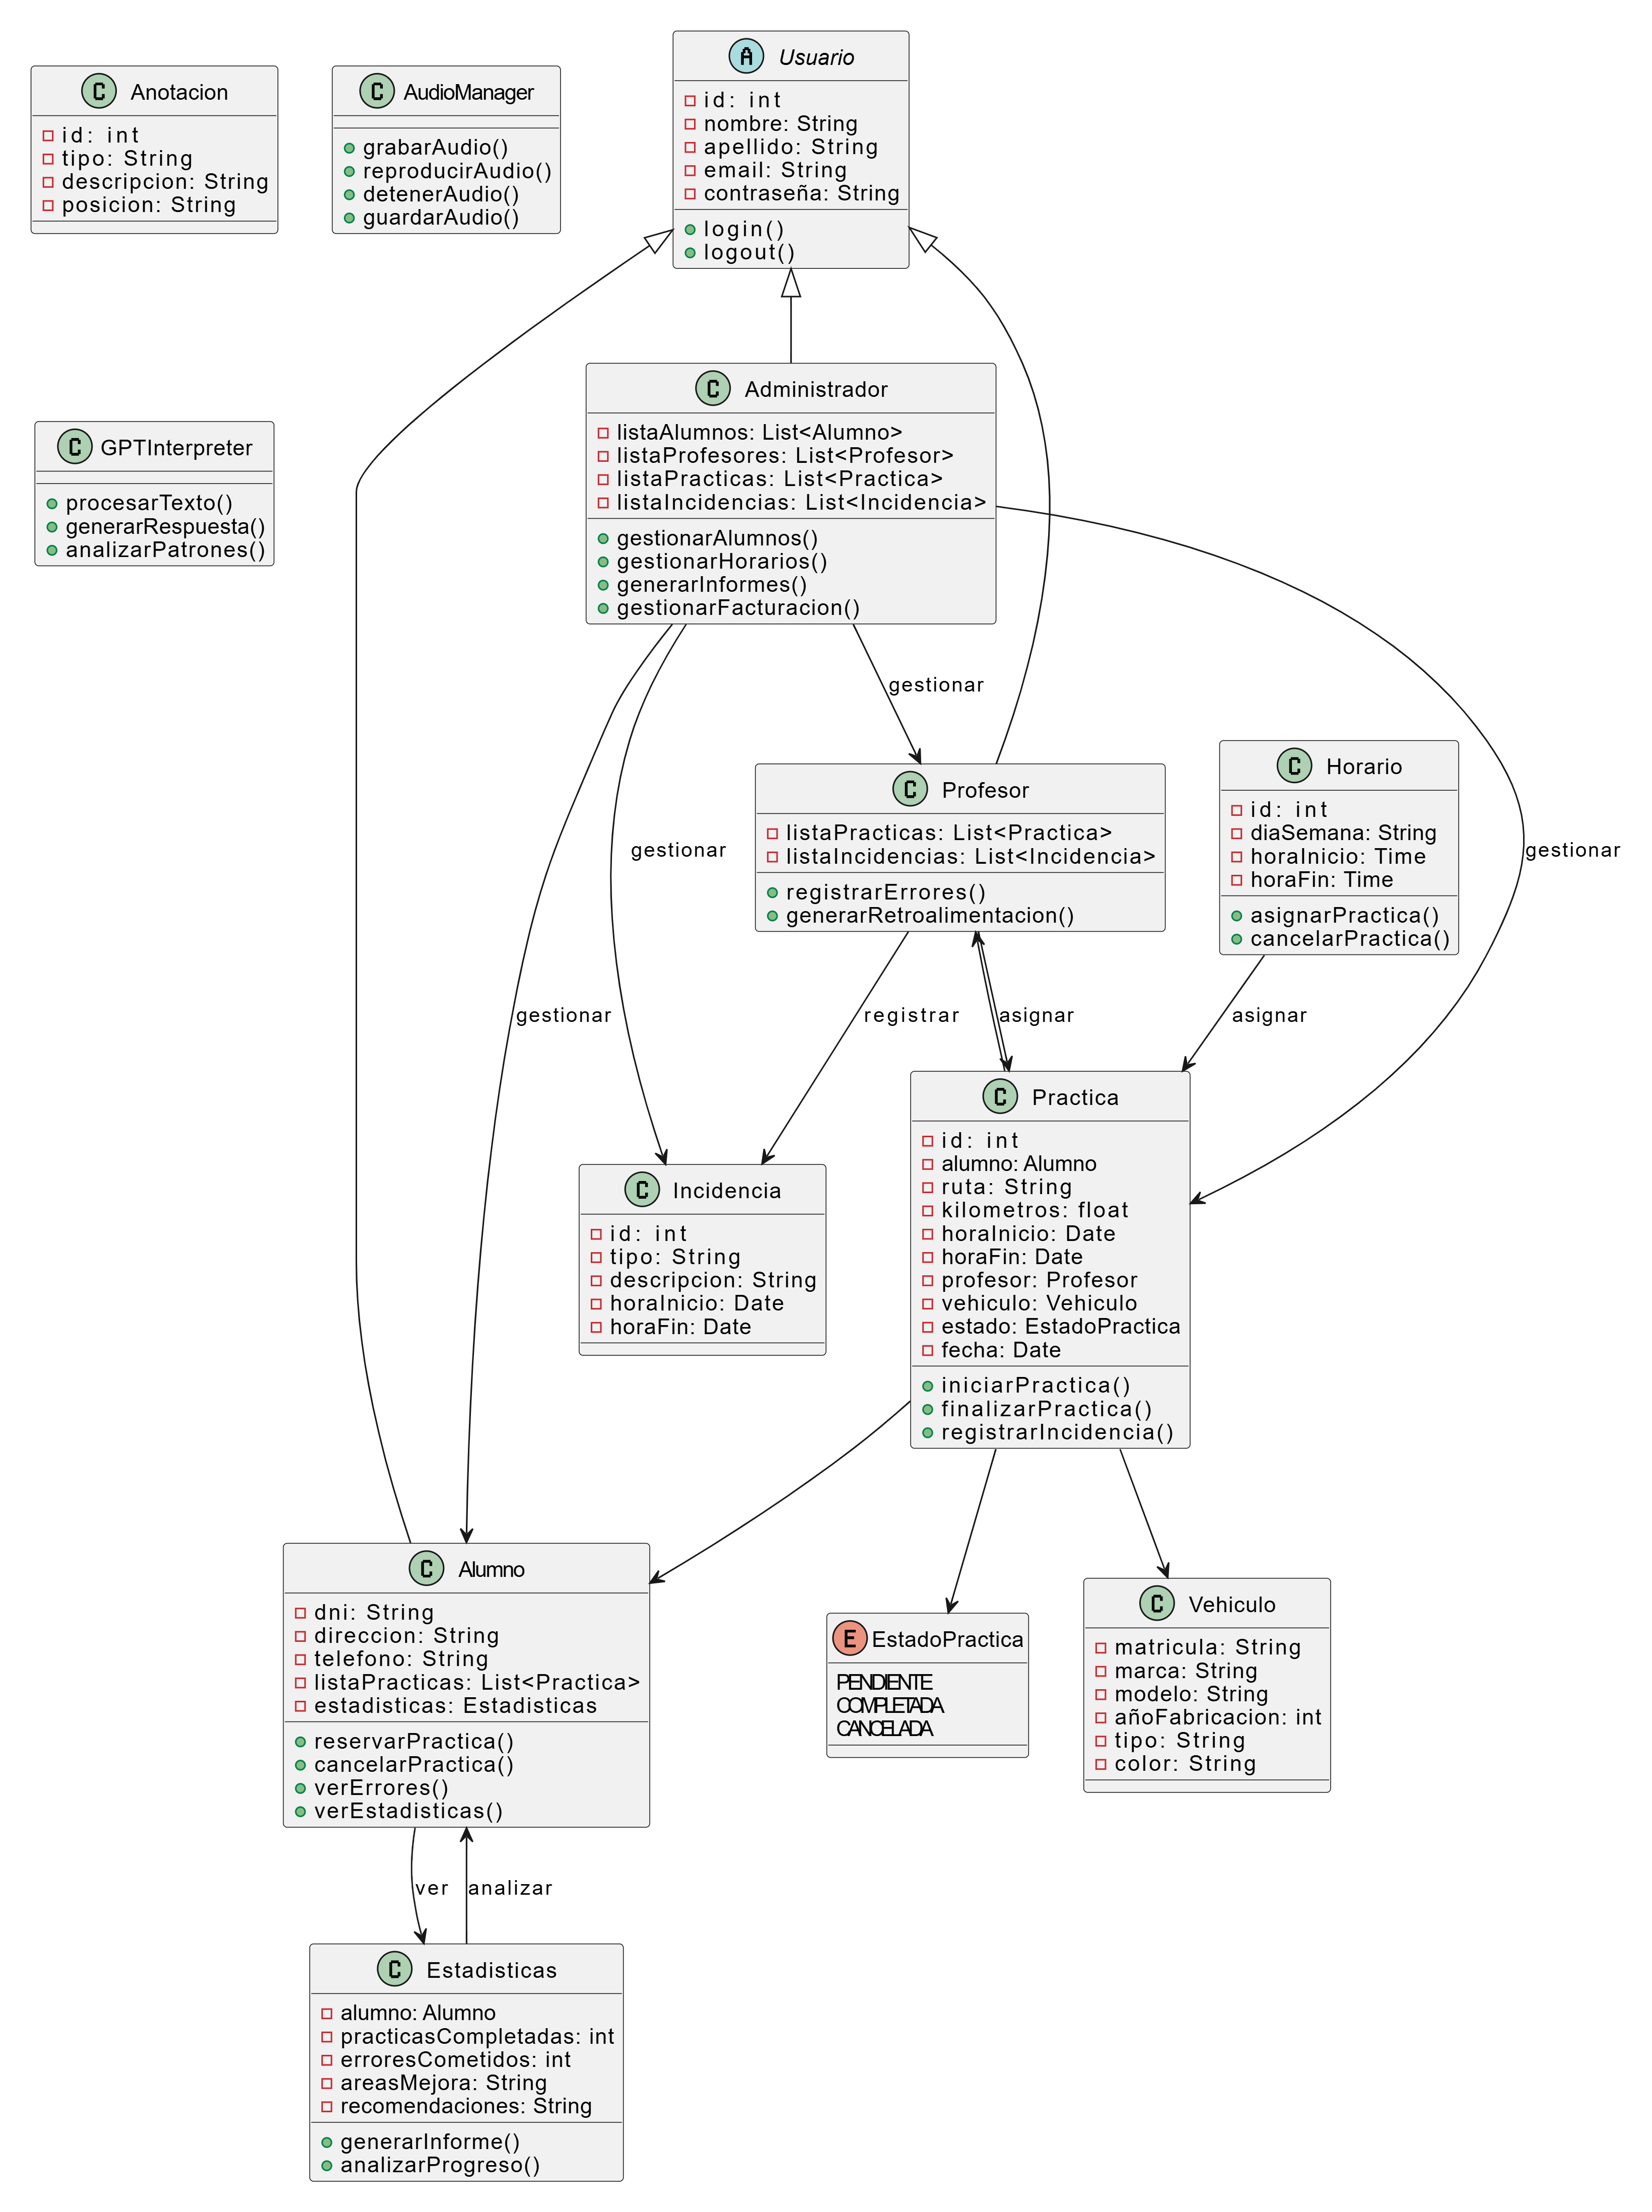 Anotacion
id: int
tipo: String
descripcion: String
posicion: String
AudioManager
grabarAudio()
reproducirAudio()
detenerAudio()
guardarAudio()
Usuario
id: int
nombre: String
apellido: String
email: String
contraseña: String
login()
logout()
GPTInterpreter
procesarTexto()
generarRespuesta()
analizarPatrones()
Administrador
listaAlumnos: List<Alumno>
listaProfesores: List<Profesor>
listaPracticas: List<Practica>
listaIncidencias: List<Incidencia>
gestionarAlumnos()
gestionarHorarios()
generarInformes()
gestionarFacturacion()
gestionar
Profesor
listaPracticas: List<Practica>
listaIncidencias: List<Incidencia>
registrarErrores()
generarRetroalimentacion()
Horario
id: int
diaSemana: String
horaInicio: Time
horaFin: Time
asignarPractica()
cancelarPractica()
gestionar
gestionar
gestionar
registrar
asignar
asignar
Incidencia
id: int
tipo: String
descripcion: String
horaInicio: Date
horaFin: Date
Practica
id: int
alumno: Alumno
ruta: String
kilometros: float
horaInicio: Date
horaFin: Date
profesor: Profesor
vehiculo: Vehiculo
estado: EstadoPractica
fecha: Date
iniciarPractica()
finalizarPractica()
registrarIncidencia()
Alumno
dni: String
direccion: String
telefono: String
listaPracticas: List<Practica>
estadisticas: Estadisticas
reservarPractica()
cancelarPractica()
verErrores()
verEstadisticas()
EstadoPractica
PENDIENTE
COMPLETADA
CANCELADA
Vehiculo
matricula: String
marca: String
modelo: String
añoFabricacion: int
tipo: String
color: String
ver
analizar
Estadisticas
alumno: Alumno
practicasCompletadas: int
erroresCometidos: int
areasMejora: String
recomendaciones: String
generarInforme()
analizarProgreso()